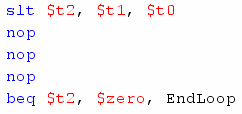 slt $t2, $t1, $t0
nop
nop
nop
beq $t2, $zero, EndLoop